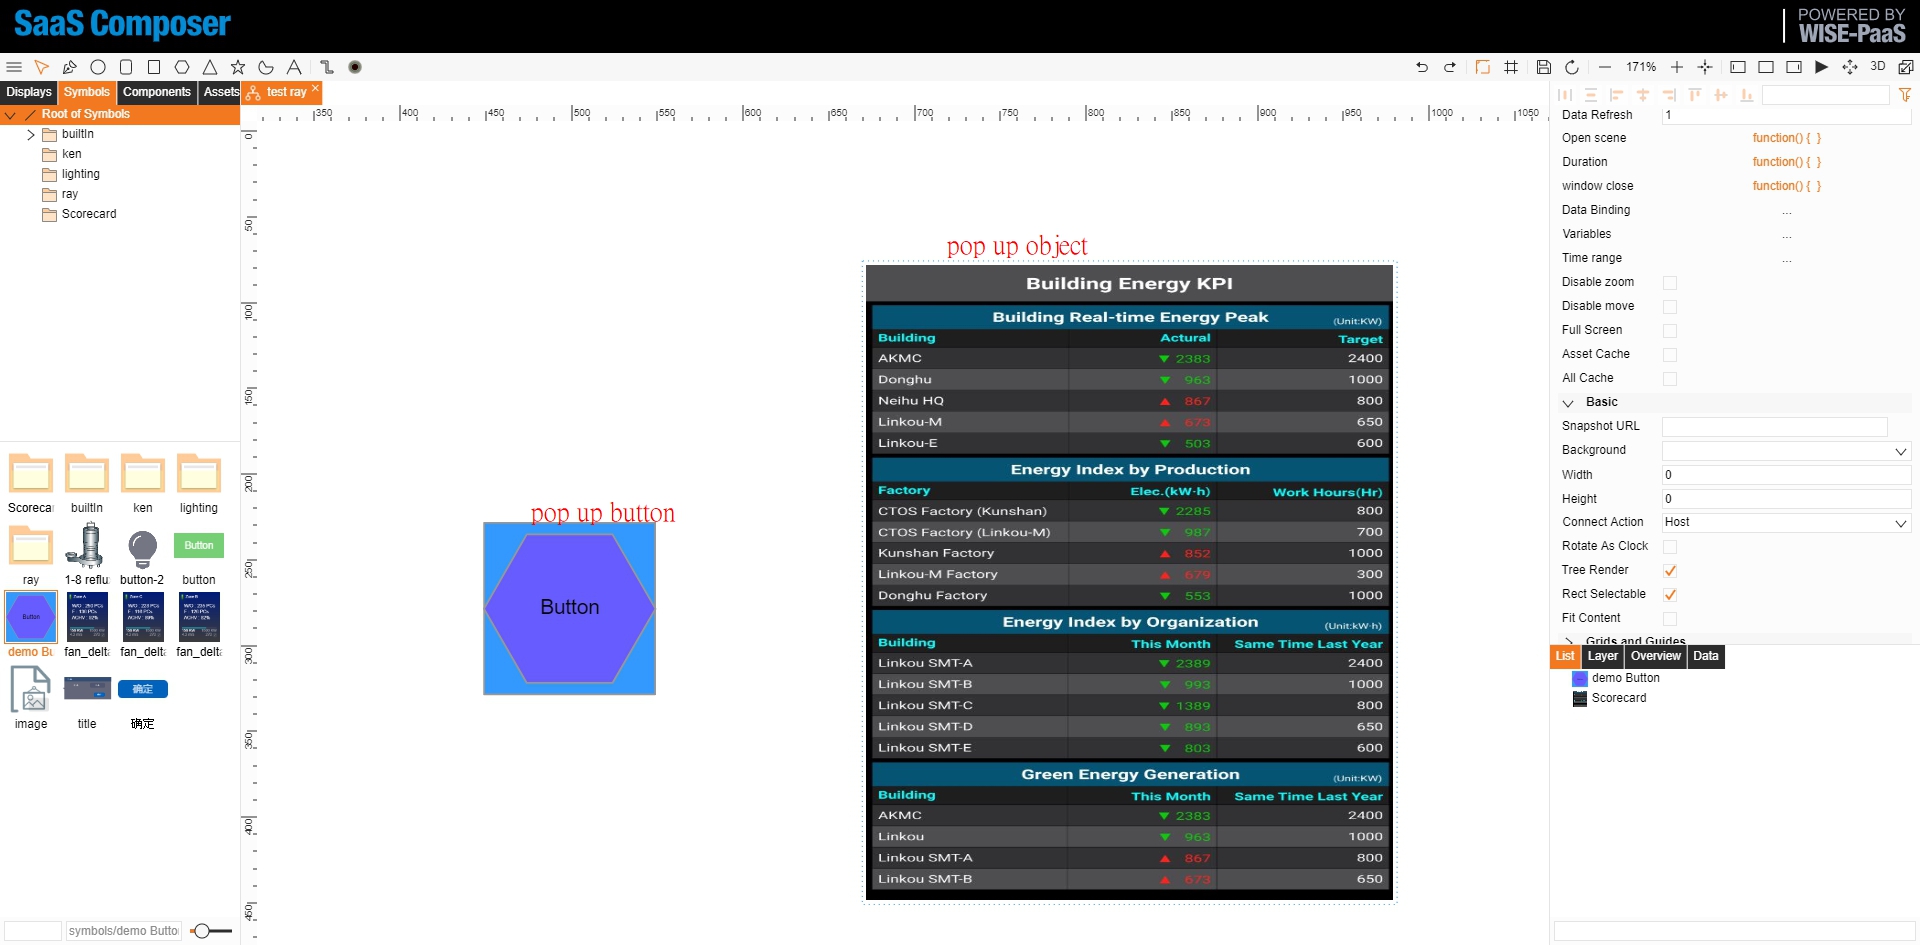 SaaS Composer
POWERED BY
WISE-PaaS
171%
3D
Displays Symbols Components Assets test ray ×
Root of Symbols
builtIn
ken
lighting
ray
Scorecard
350 400 450 500 550 600 650 700 750 800 850 900 950 1000 1050
0
50
100
150
200
250
300
350
400
450
pop up object
pop up button
Button
Building Energy KPI
Building Real-time Energy Peak (Unit:KW)
Building Actural Target
AKMC ▼ 2383 2400
Donghu ▼ 963 1000
Neihu HQ ▲ 867 800
Linkou-M ▲ 673 650
Linkou-E ▼ 503 600
Energy Index by Production
Factory Elec.(kW·h) Work Hours(Hr)
CTOS Factory (Kunshan) ▼ 2285 800
CTOS Factory (Linkou-M) ▼ 987 700
Kunshan Factory ▲ 852 1000
Linkou-M Factory ▲ 679 300
Donghu Factory ▼ 553 1000
Energy Index by Organization (Unit:kW·h)
Building This Month Same Time Last Year
Linkou SMT-A ▼ 2389 2400
Linkou SMT-B ▼ 993 1000
Linkou SMT-C ▼ 1389 800
Linkou SMT-D ▼ 893 650
Linkou SMT-E ▼ 803 600
Green Energy Generation (Unit:KW)
Building This Month Same Time Last Year
AKMC ▼ 2383 2400
Linkou ▼ 963 1000
Linkou SMT-A ▲ 867 800
Linkou SMT-B ▲ 673 650
Scoreca builtIn ken lighting
Button
ray 1-8 reflu button-2 button
Button
demo Bu fan_delta fan_delta fan_delta
确定
image title 确定
symbols/demo Button
Data Refresh 1
Open scene function() { }
Duration function() { }
window close function() { }
Data Binding ...
Variables ...
Time range ...
Disable zoom
Disable move
Full Screen
Asset Cache
All Cache
Basic
Snapshot URL
Background
Width 0
Height 0
Connect Action Host
Rotate As Clock
Tree Render
Rect Selectable
Fit Content
Grids and Guides
List Layer Overview Data
demo Button
Scorecard